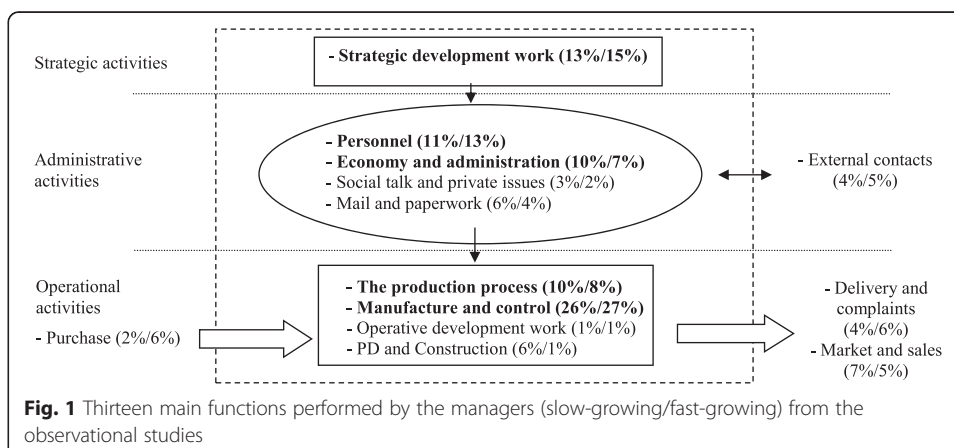 Strategic activities
- Strategic development work (13%/15%)
Administrative
activities
- Personnel (11%/13%)
- Economy and administration (10%/7%)
- Social talk and private issues (3%/2%)
- Mail and paperwork (6%/4%)
- External contacts
(4%/5%)
Operational
activities
- Purchase (2%/6%)
- The production process (10%/8%)
- Manufacture and control (26%/27%)
- Operative development work (1%/1%)
- PD and Construction (6%/1%)
- Delivery and
complaints
(4%/6%)
- Market and sales
(7%/5%)
Fig. 1 Thirteen main functions performed by the managers (slow-growing/fast-growing) from the
observational studies